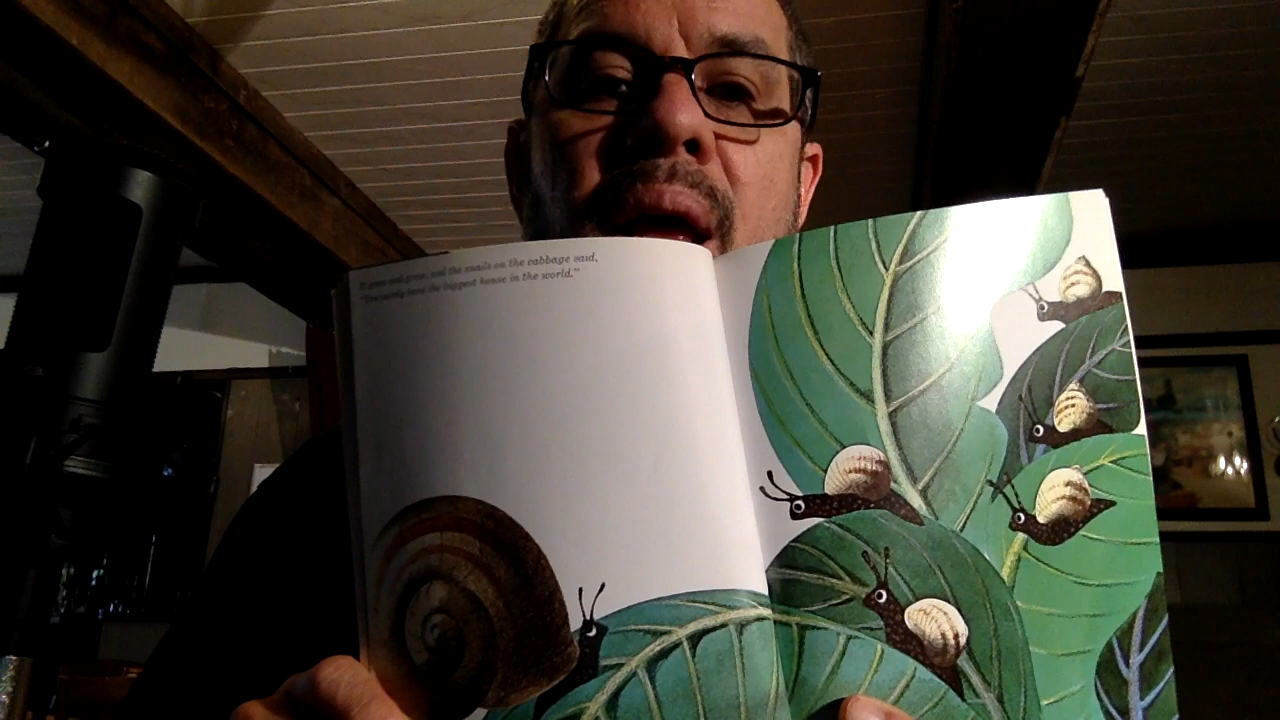 It grew and grew, and the snails on the cabbage said,
"You surely have the biggest house in the world."